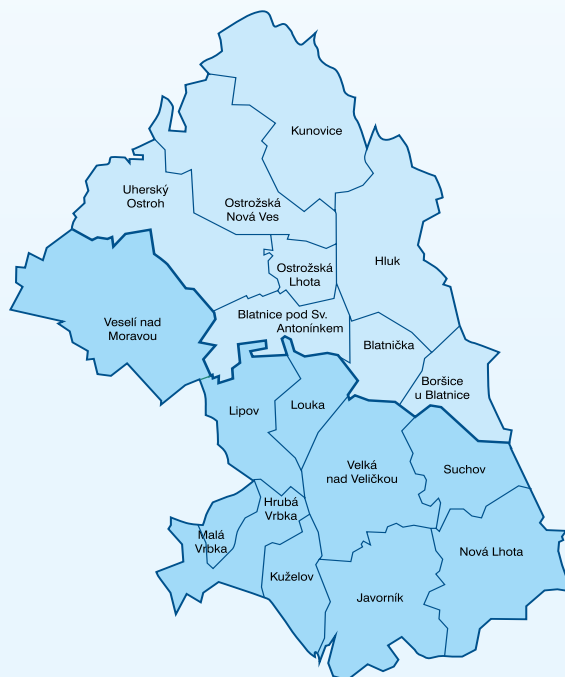 Kunovice
Uherský
Ostroh
Ostrožská
Nová Ves
Hluk
Ostrožská
Lhota
Blatnice pod Sv.
Antonínkem
Veselí nad
Moravou
Blatnička
Boršice
u Blatnice
Lipov
Louka
Velká
nad Veličkou
Suchov
Hrubá
Vrbka
Malá
Vrbka
Nová Lhota
Kuželov
Javorník